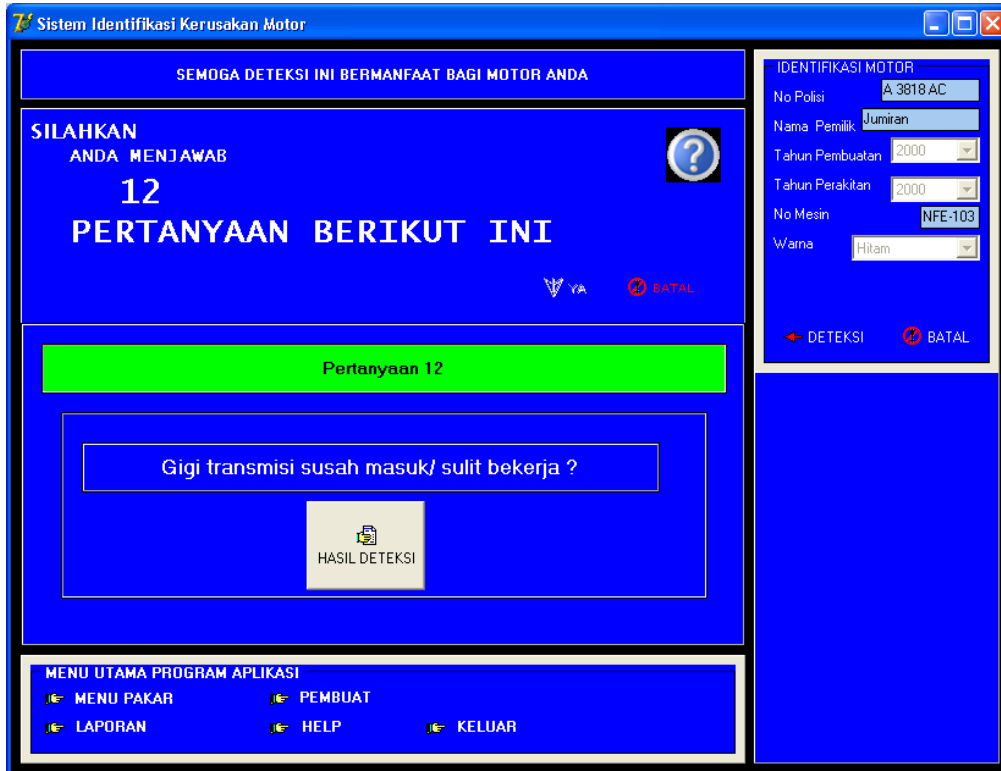 Sistem Identifikasi Kerusakan Motor
SEMOGA DETEKSI INI BERMANFAAT BAGI MOTOR ANDA
SILAHKAN
ANDA MENJAWAB
12
PERTANYAAN BERIKUT INI
YA
BATAL
Pertanyaan 12
Gigi transmisi susah masuk/ sulit bekerja ?
HASIL DETEKSI
IDENTIFIKASI MOTOR
No Polisi A 3818 AC
Nama Pemilik Jumiran
Tahun Pembuatan 2000
Tahun Perakitan 2000
No Mesin NFE-103
Warna Hitam
DETEKSI BATAL
MENU UTAMA PROGRAM APLIKASI
MENU PAKAR PEMBUAT
LAPORAN HELP KELUAR